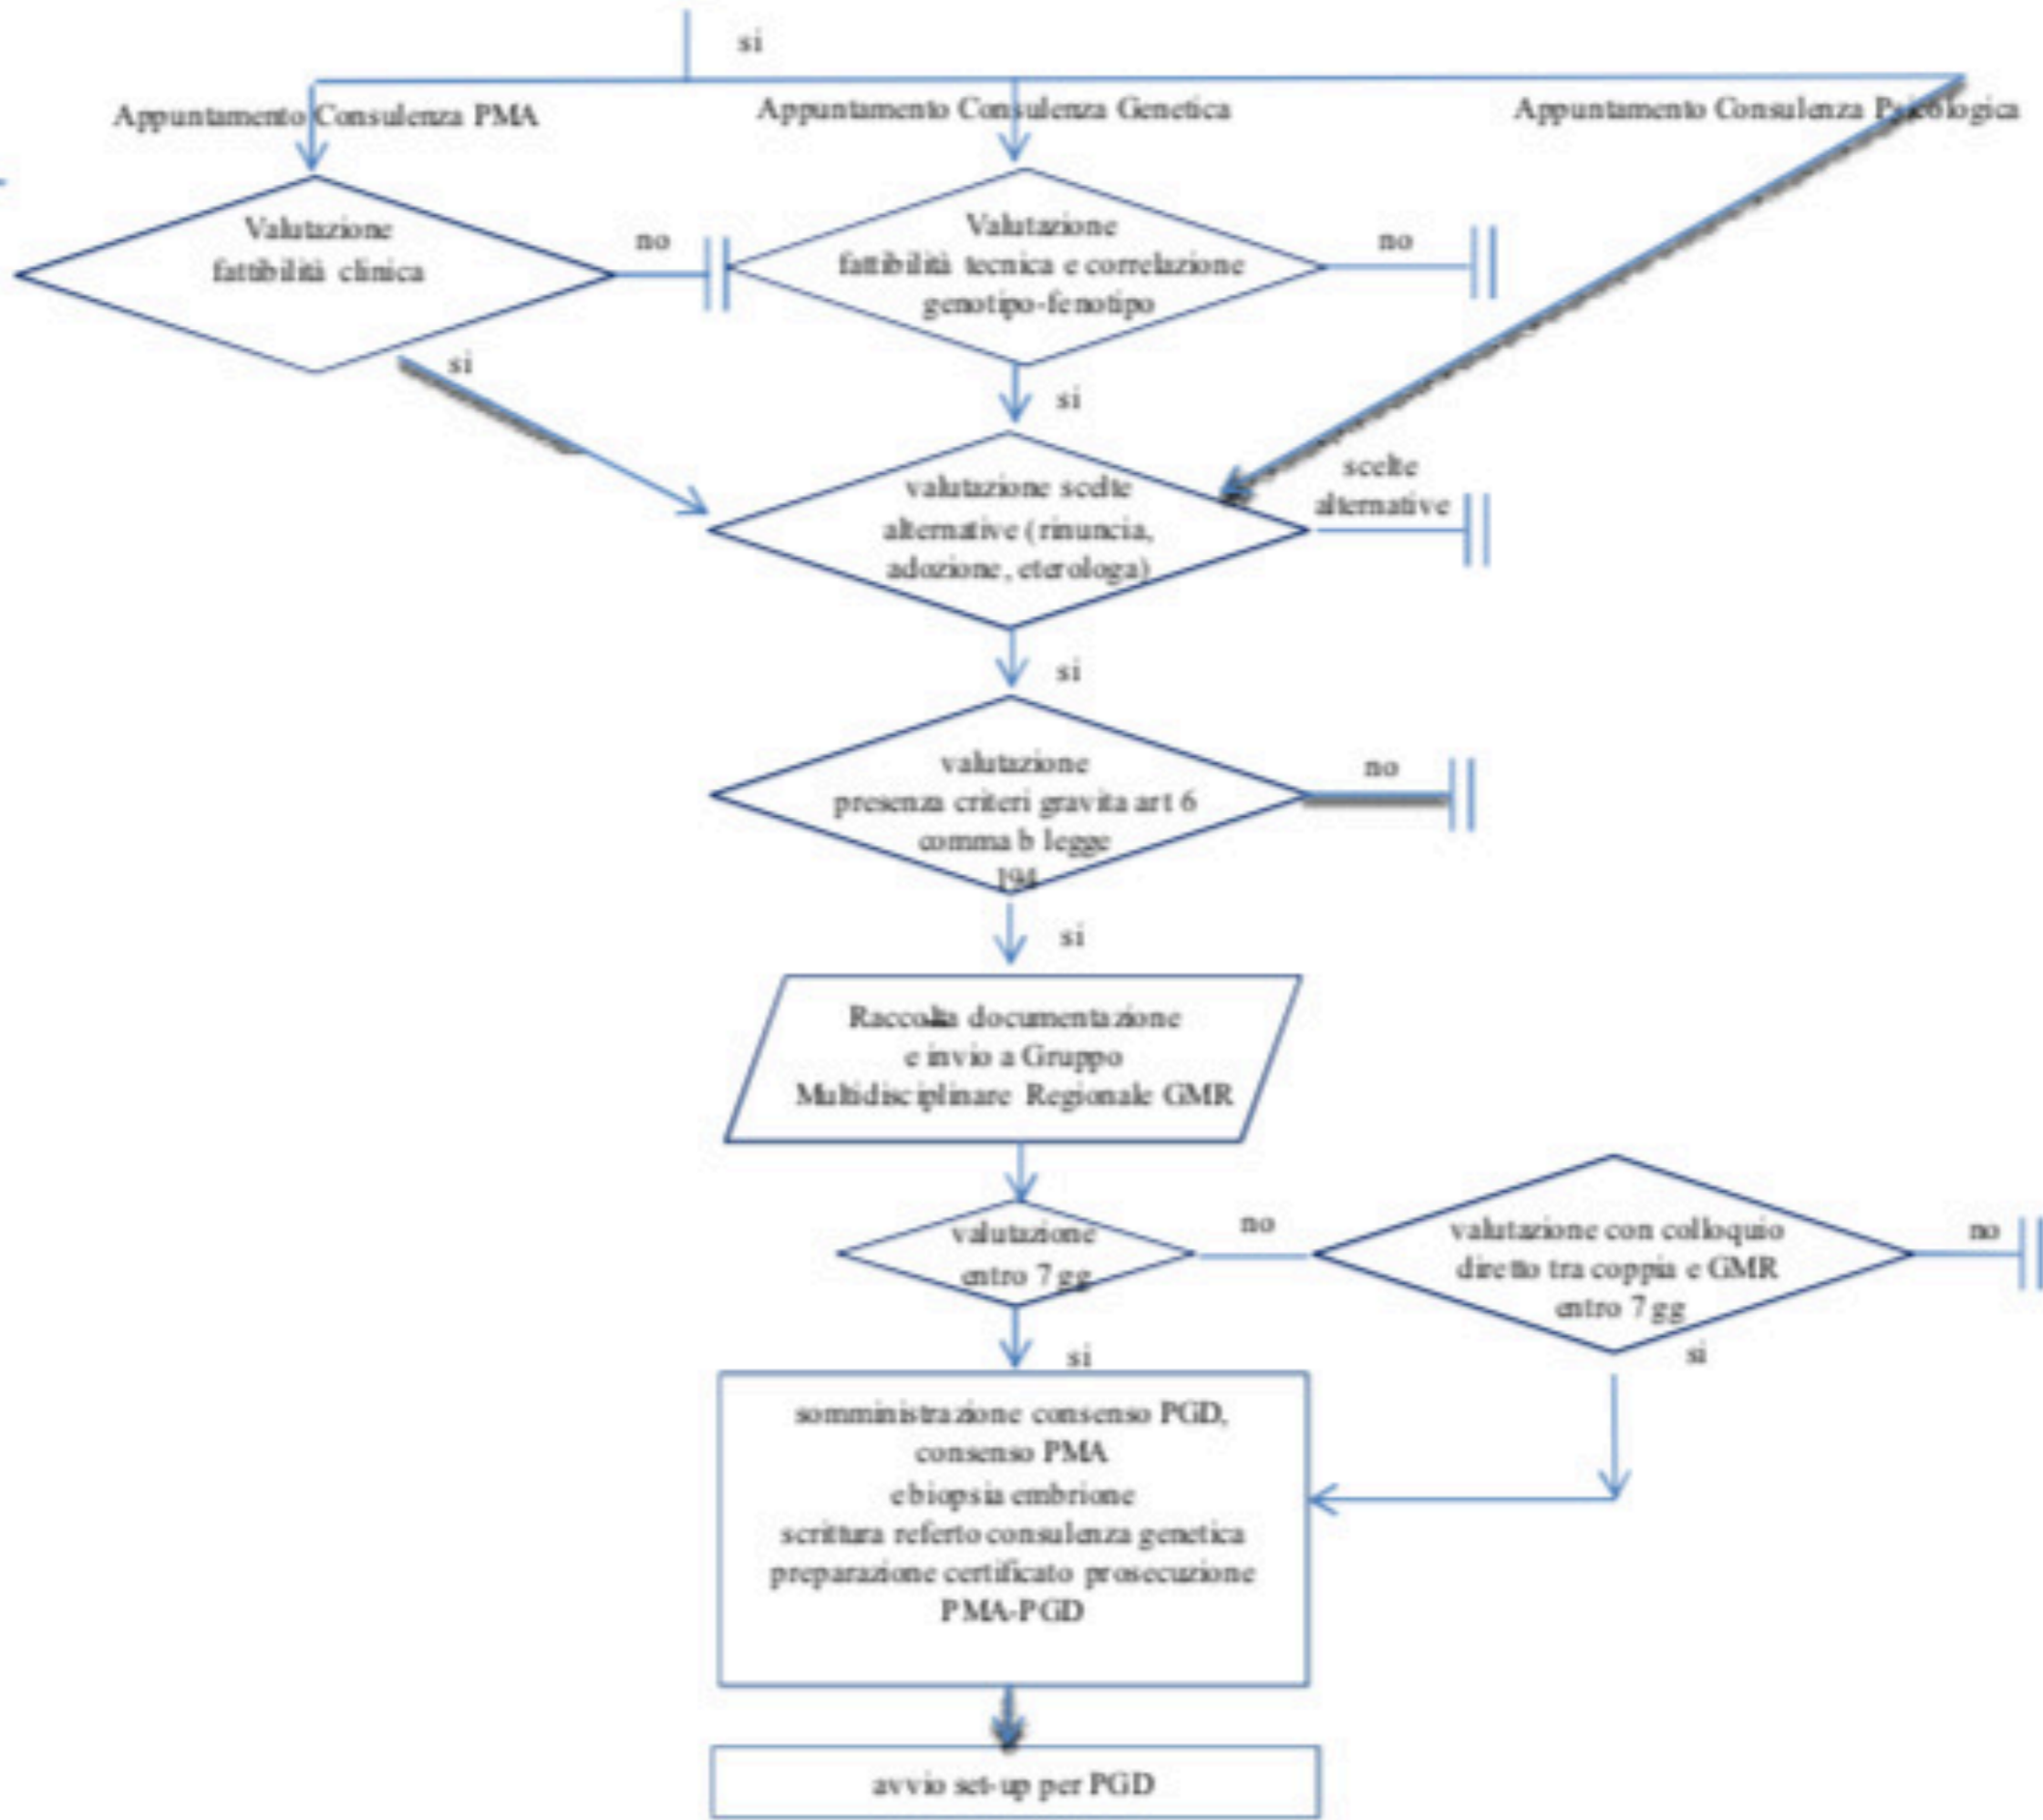 si
Appuntamento Consulenza PMA
Appuntamento Consulenza Genetica
Appuntamento Consulenza Psicologica
Valutazione
fattibilità clinica
no
Valutazione
fattibilità tecnica e correlazione
genotipo-fenotipo
no
si
si
valutazione scelte
alternative (rinuncia,
adozione, eterologa)
scelte
alternative
si
valutazione
presenza criteri gravita art 6
comma b legge
194
no
si
Raccolta documentazione
e invio a Gruppo
Multidisciplinare Regionale GMR
valutazione
entro 7 gg
no
valutazione con colloquio
diretto tra coppia e GMR
entro 7 gg
no
si
si
somministrazione consenso PGD,
consenso PMA
e biopsia embrione
scrittura referto consulenza genetica
preparazione certificato prosecuzione
PMA-PGD
avvio set-up per PGD